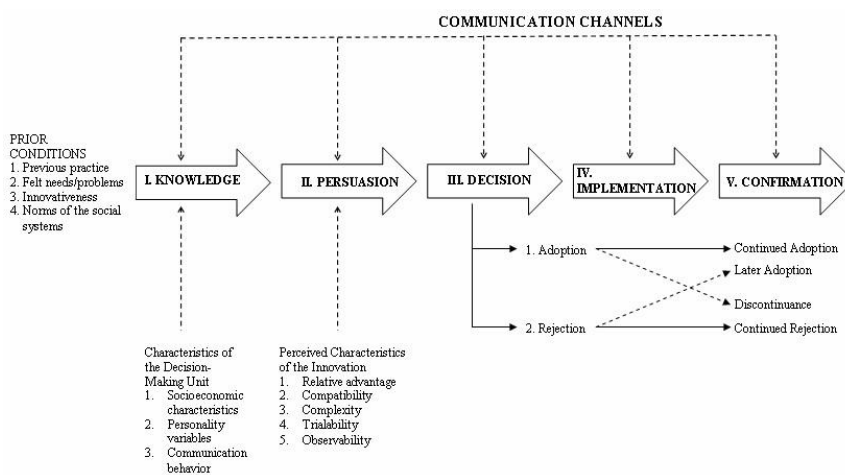 COMMUNICATION CHANNELS
PRIOR
CONDITIONS
1. Previous practice
2. Felt needs/problems
3. Innovativeness
4. Norms of the social
systems
I. KNOWLEDGE
II. PERSUASION
III. DECISION
IV.
IMPLEMENTATION
V. CONFIRMATION
1. Adoption
Continued Adoption
Later Adoption
Discontinuance
2. Rejection
Continued Rejection
Characteristics of
the Decision-
Making Unit
1. Socioeconomic
characteristics
2. Personality
variables
3. Communication
behavior
Perceived Characteristics
of the Innovation
1. Relative advantage
2. Compatibility
3. Complexity
4. Trialability
5. Observability